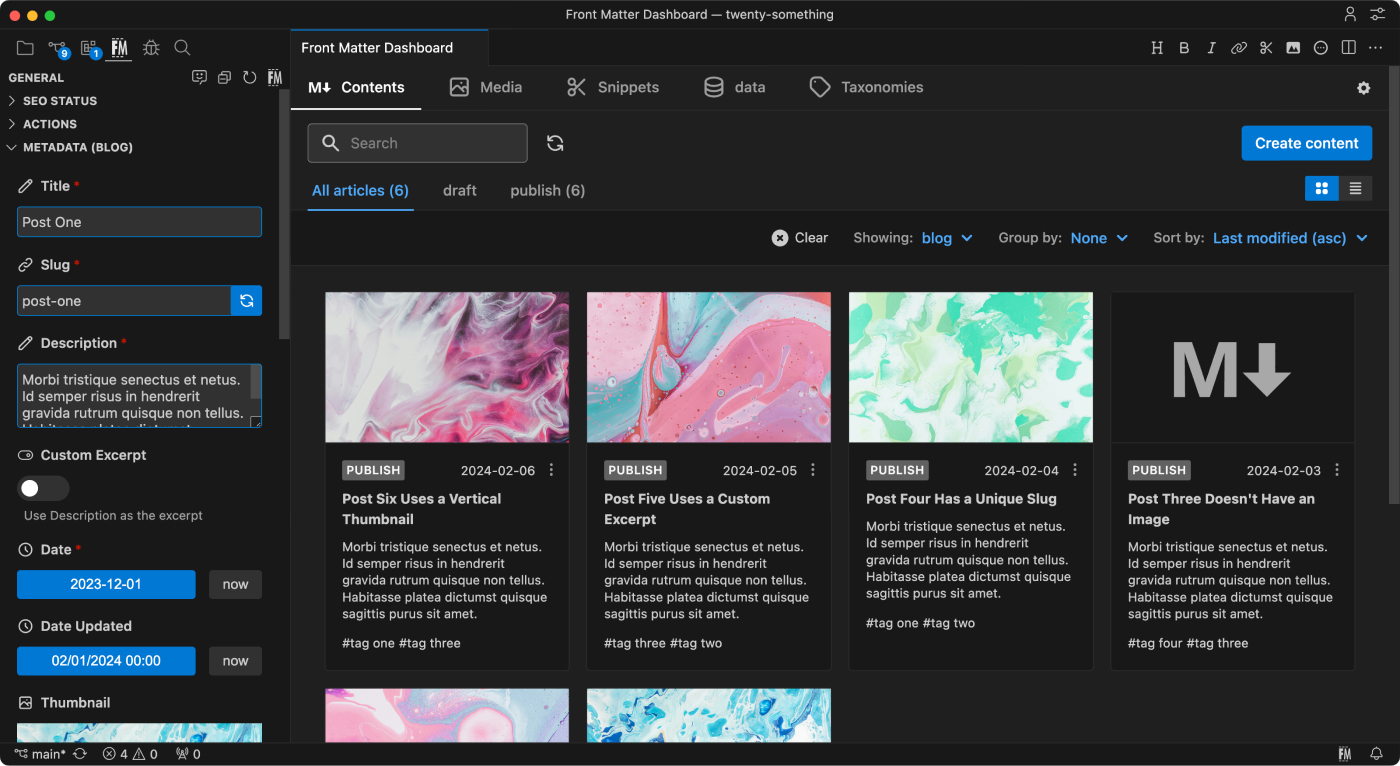 Front Matter Dashboard — twenty-something
9
1
FM
Front Matter Dashboard
H B I
GENERAL
FM
SEO STATUS
ACTIONS
METADATA (BLOG)
Title *
Post One
Slug *
post-one
Description *
Morbi tristique senectus et netus.
Id semper risus in hendrerit
gravida rutrum quisque non tellus.
Habitasse platea dictumst
Custom Excerpt
Use Description as the excerpt
Date *
2023-12-01 now
Date Updated
02/01/2024 00:00 now
Thumbnail
M Contents Media Snippets data Taxonomies
Search
Create content
All articles (6) draft publish (6)
Clear Showing: blog Group by: None Sort by: Last modified (asc)
PUBLISH 2024-02-06
Post Six Uses a Vertical
Thumbnail
Morbi tristique senectus et netus.
Id semper risus in hendrerit
gravida rutrum quisque non tellus.
Habitasse platea dictumst quisque
sagittis purus sit amet.
#tag one #tag three
PUBLISH 2024-02-05
Post Five Uses a Custom
Excerpt
Morbi tristique senectus et netus.
Id semper risus in hendrerit
gravida rutrum quisque non tellus.
Habitasse platea dictumst quisque
sagittis purus sit amet.
#tag three #tag two
PUBLISH 2024-02-04
Post Four Has a Unique Slug
Morbi tristique senectus et netus.
Id semper risus in hendrerit
gravida rutrum quisque non tellus.
Habitasse platea dictumst quisque
sagittis purus sit amet.
#tag one #tag two
M
PUBLISH 2024-02-03
Post Three Doesn't Have an
Image
Morbi tristique senectus et netus.
Id semper risus in hendrerit
gravida rutrum quisque non tellus.
Habitasse platea dictumst quisque
sagittis purus sit amet.
#tag four #tag three
main* 4 0 0
FM